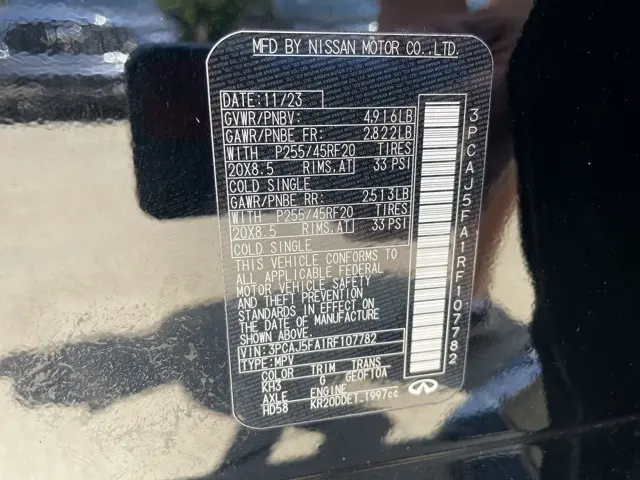 MFD BY NISSAN MOTOR CO.,LTD.
DATE:11/23
GVWR/PNBV: 4,916LB
GAWR/PNBE FR: 2,822LB
WITH P255/45RF20 TIRES
20X8.5 RIMS,AT 33 PSI
COLD SINGLE
GAWR/PNBE RR: 2,513LB
WITH P255/45RF20 TIRES
20X8.5 RIMS,AT 33 PSI
COLD SINGLE
THIS VEHICLE CONFORMS TO
ALL APPLICABLE FEDERAL
MOTOR VEHICLE SAFETY
AND THEFT PREVENTION
STANDARDS IN EFFECT ON
THE DATE OF MANUFACTURE
SHOWN ABOVE.
VIN:3PCAJ5FA1RF107782
TYPE:MPV
COLOR TRIM TRANS
KH3 G GE0F10A
AXLE ENGINE
HD58 KR20DDET 1997cc
3PCAJ5FA1RF107782